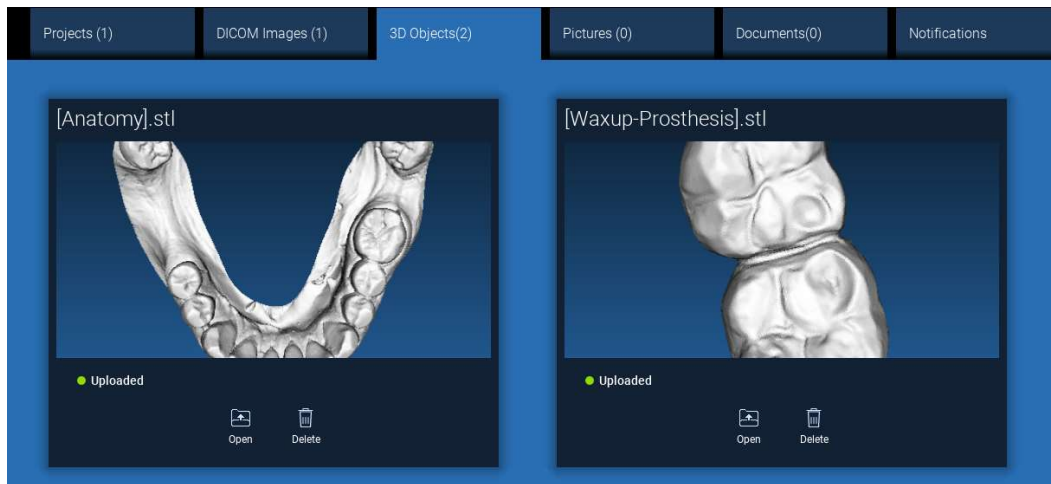 Projects (1)
DICOM Images (1)
3D Objects(2)
Pictures (0)
Documents(0)
Notifications
[Anatomy].stl
Uploaded
Open
Delete
[Waxup-Prosthesis].stl
Uploaded
Open
Delete